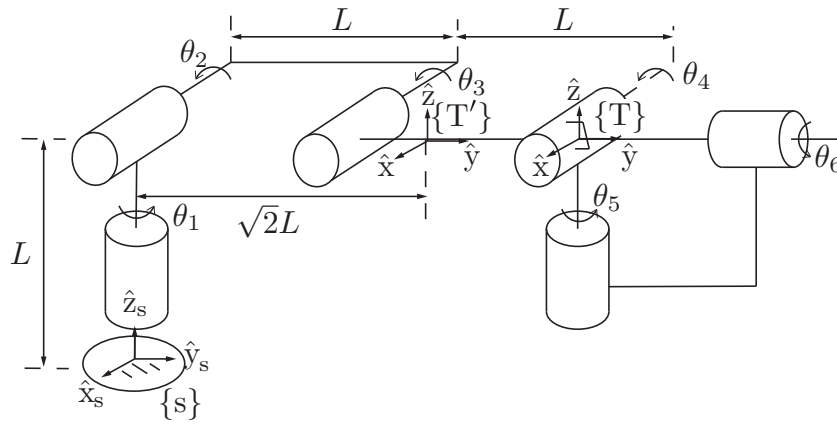 L
L
θ₂
θ₃
θ₄
ẑ
{T′}
ẑ
{T}
x̂
ŷ
x̂
ŷ
θ₆
θ₁
√2L
θ₅
L
ẑₛ
ŷₛ
x̂ₛ
{s}